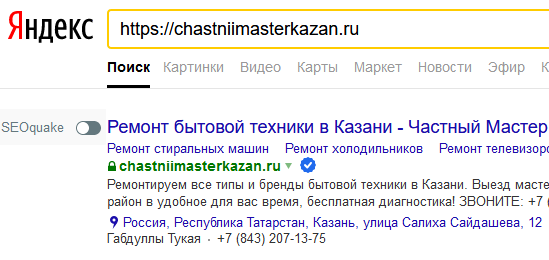 Яндекс
https://chastniimasterkazan.ru
Поиск Картинки Видео Карты Маркет Новости Эфир
SEOquake
Ремонт бытовой техники в Казани - Частный Мастер
Ремонт стиральных машин Ремонт холодильников Ремонт телевизоро
chastniimasterkazan.ru
Ремонтируем все типы и бренды бытовой техники в Казани. Выезд масте
район в удобное для вас время, бесплатная диагностика! ЗВОНИТЕ: +7 (
Россия, Республика Татарстан, Казань, улица Салиха Сайдашева, 12
Габдуллы Тукая · +7 (843) 207-13-75